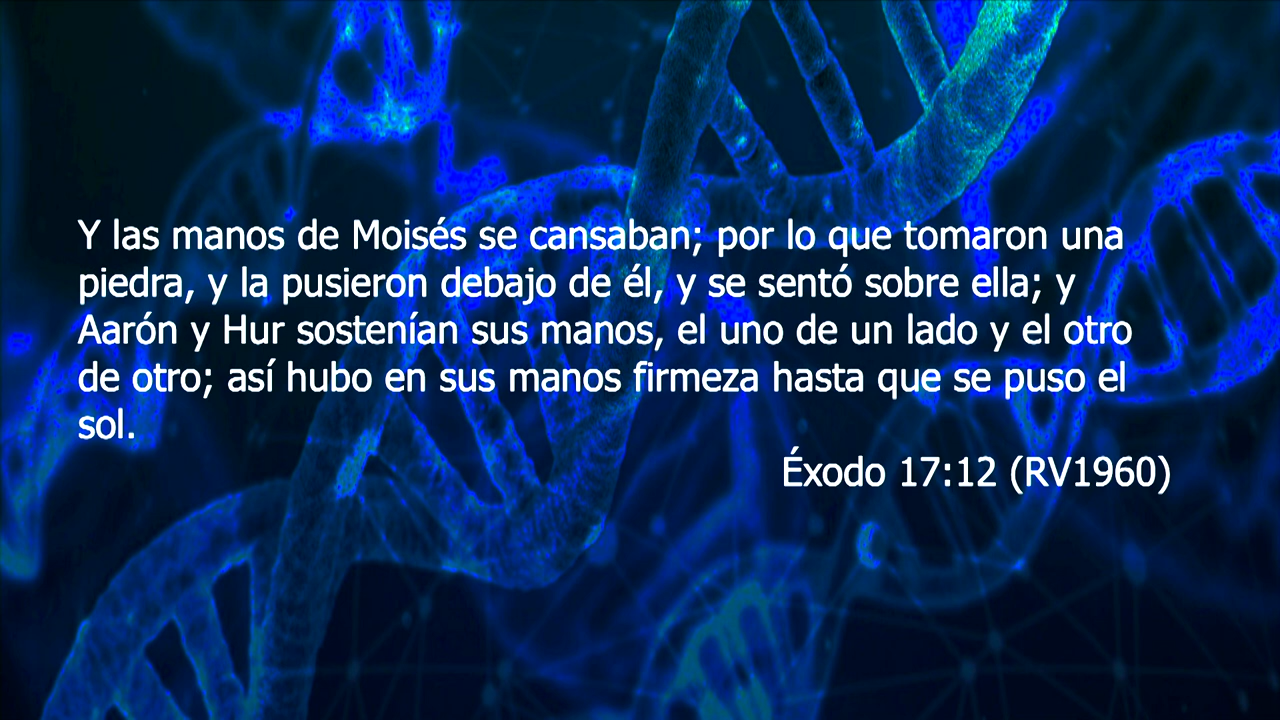 Y las manos de Moisés se cansaban; por lo que tomaron una
piedra, y la pusieron debajo de él, y se sentó sobre ella; y
Aarón y Hur sostenían sus manos, el uno de un lado y el otro
de otro; así hubo en sus manos firmeza hasta que se puso el
sol.
Éxodo 17:12 (RV1960)